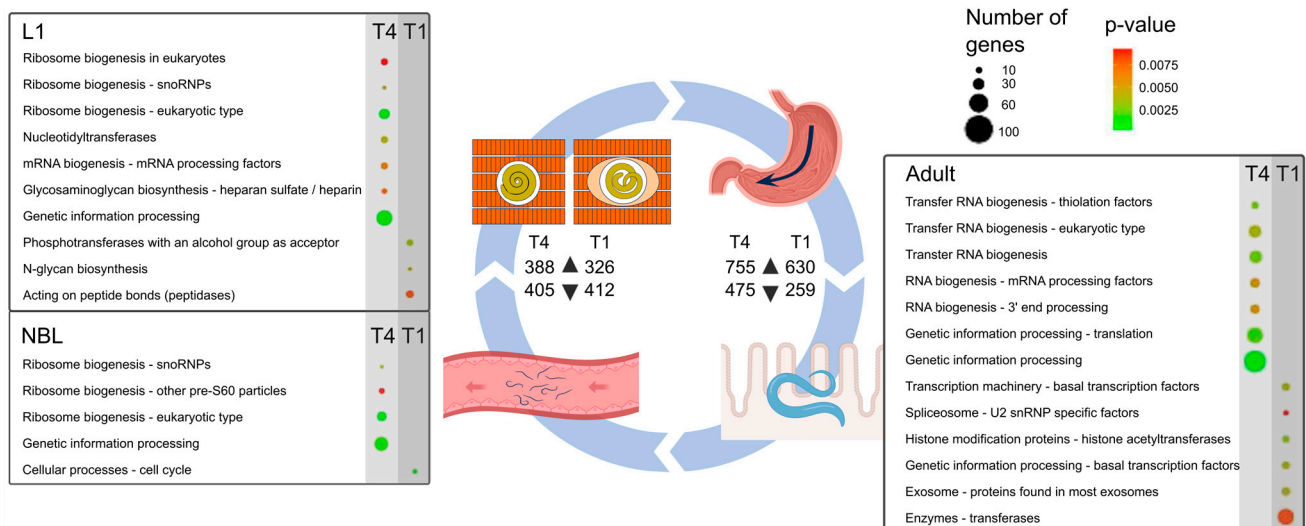 L1 T4 T1
Ribosome biogenesis in eukaryotes
Ribosome biogenesis - snoRNPs
Ribosome biogenesis - eukaryotic type
Nucleotidyltransferases
mRNA biogenesis - mRNA processing factors
Glycosaminoglycan biosynthesis - heparan sulfate / heparin
Genetic information processing
Phosphotransferases with an alcohol group as acceptor
N-glycan biosynthesis
Acting on peptide bonds (peptidases)
NBL T4 T1
Ribosome biogenesis - snoRNPs
Ribosome biogenesis - other pre-S60 particles
Ribosome biogenesis - eukaryotic type
Genetic information processing
Cellular processes - cell cycle
T4 T1
388 ▲ 326
405 ▼ 412
T4 T1
755 ▲ 630
475 ▼ 259
Number of
genes
10
30
60
100
p-value
0.0075
0.0050
0.0025
Adult T4 T1
Transfer RNA biogenesis - thiolation factors
Transfer RNA biogenesis - eukaryotic type
Transter RNA biogenesis
RNA biogenesis - mRNA processing factors
RNA biogenesis - 3' end processing
Genetic information processing - translation
Genetic information processing
Transcription machinery - basal transcription factors
Spliceosome - U2 snRNP specific factors
Histone modification proteins - histone acetyltransferases
Genetic information processing - basal transcription factors
Exosome - proteins found in most exosomes
Enzymes - transferases